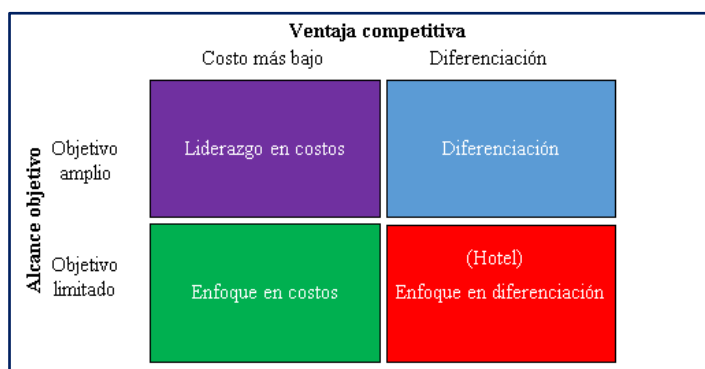 Ventaja competitiva
Costo más bajo
Diferenciación
Alcance objetivo
Objetivo
amplio
Liderazgo en costos
Diferenciación
Objetivo
limitado
Enfoque en costos
(Hotel)
Enfoque en diferenciación